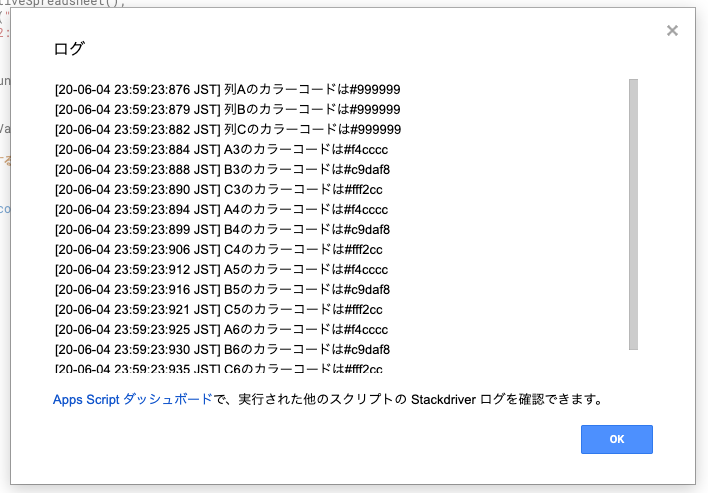 iveSpreadsheet();
ログ
[20-06-04 23:59:23:876 JST] 列Aのカラーコードは#999999
[20-06-04 23:59:23:879 JST] 列Bのカラーコードは#999999
[20-06-04 23:59:23:882 JST] 列Cのカラーコードは#999999
[20-06-04 23:59:23:884 JST] A3のカラーコードは#f4cccc
[20-06-04 23:59:23:888 JST] B3のカラーコードは#c9daf8
[20-06-04 23:59:23:890 JST] C3のカラーコードは#fff2cc
[20-06-04 23:59:23:894 JST] A4のカラーコードは#f4cccc
[20-06-04 23:59:23:899 JST] B4のカラーコードは#c9daf8
[20-06-04 23:59:23:906 JST] C4のカラーコードは#fff2cc
[20-06-04 23:59:23:912 JST] A5のカラーコードは#f4cccc
[20-06-04 23:59:23:916 JST] B5のカラーコードは#c9daf8
[20-06-04 23:59:23:921 JST] C5のカラーコードは#fff2cc
[20-06-04 23:59:23:925 JST] A6のカラーコードは#f4cccc
[20-06-04 23:59:23:930 JST] B6のカラーコードは#c9daf8
[20-06-04 23:59:23:935 JST] C6のカラーコードは#fff2cc
Apps Script ダッシュボードで、実行された他のスクリプトの Stackdriver ログを確認できます。
OK